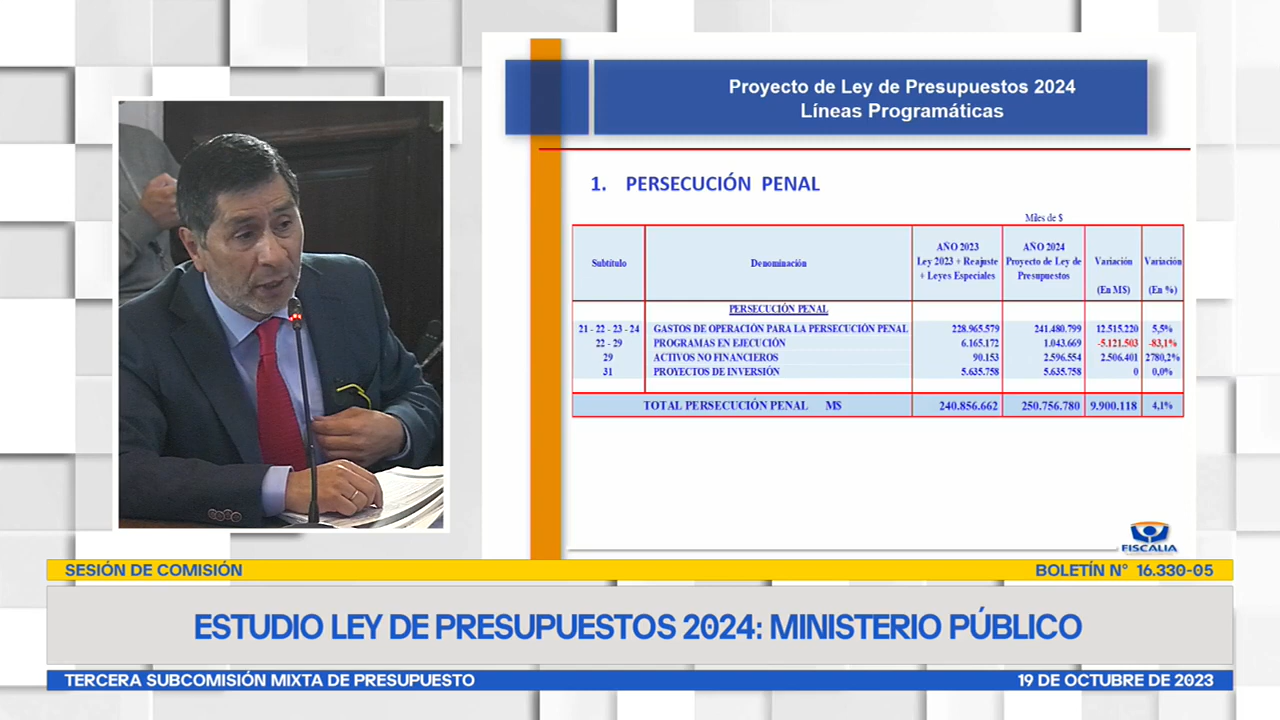 Proyecto de Ley de Presupuestos 2024
Líneas Programáticas
1. PERSECUCIÓN PENAL
Miles de $
Subtítulo
Denominación
AÑO 2023
Ley 2023 + Reajuste
+ Leyes Especiales
AÑO 2024
Proyecto de Ley de
Presupuestos
Variación
(En M$)
Variación
(En %)
PERSECUCIÓN PENAL
21 - 22 - 23 - 24 GASTOS DE OPERACIÓN PARA LA PERSECUCIÓN PENAL 228.965.579 241.480.799 12.515.220 5,5%
22 - 29 PROGRAMAS EN EJECUCIÓN 6.165.172 1.043.669 -5.121.503 -83,1%
29 ACTIVOS NO FINANCIEROS 90.153 2.596.554 2.506.401 2780,2%
31 PROYECTOS DE INVERSIÓN 5.635.758 5.635.758 0 0,0%
TOTAL PERSECUCIÓN PENAL M$ 240.856.662 250.756.780 9.900.118 4,1%
FISCALIA
SESIÓN DE COMISIÓN BOLETÍN N° 16.330-05
ESTUDIO LEY DE PRESUPUESTOS 2024: MINISTERIO PÚBLICO
TERCERA SUBCOMISIÓN MIXTA DE PRESUPUESTO 19 DE OCTUBRE DE 2023